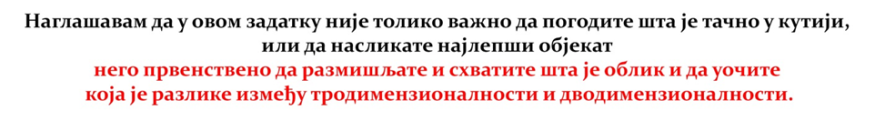 Наглашавам да у овом задатку није толико важно да погодите шта је тачно у кутији,
или да насликате најлепши објекат
него првенствено да размишљате и схватите шта је облик и да уочите
која је разлике између тродимензионалности и дводимензионалности.